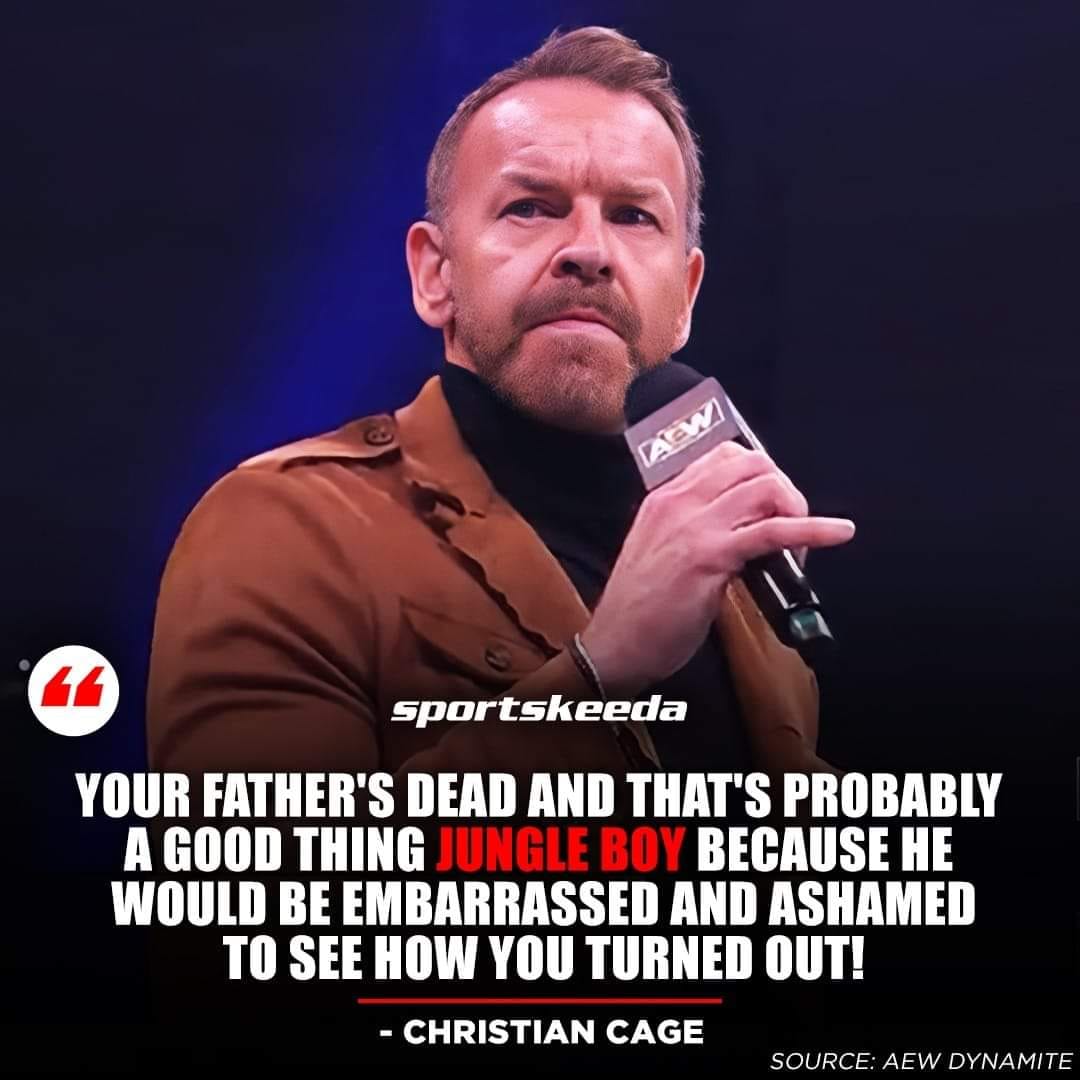 AEW
sportskeeda
YOUR FATHER'S DEAD AND THAT'S PROBABLY
A GOOD THING JUNGLE BOY BECAUSE HE
WOULD BE EMBARRASSED AND ASHAMED
TO SEE HOW YOU TURNED OUT!
- CHRISTIAN CAGE
SOURCE: AEW DYNAMITE